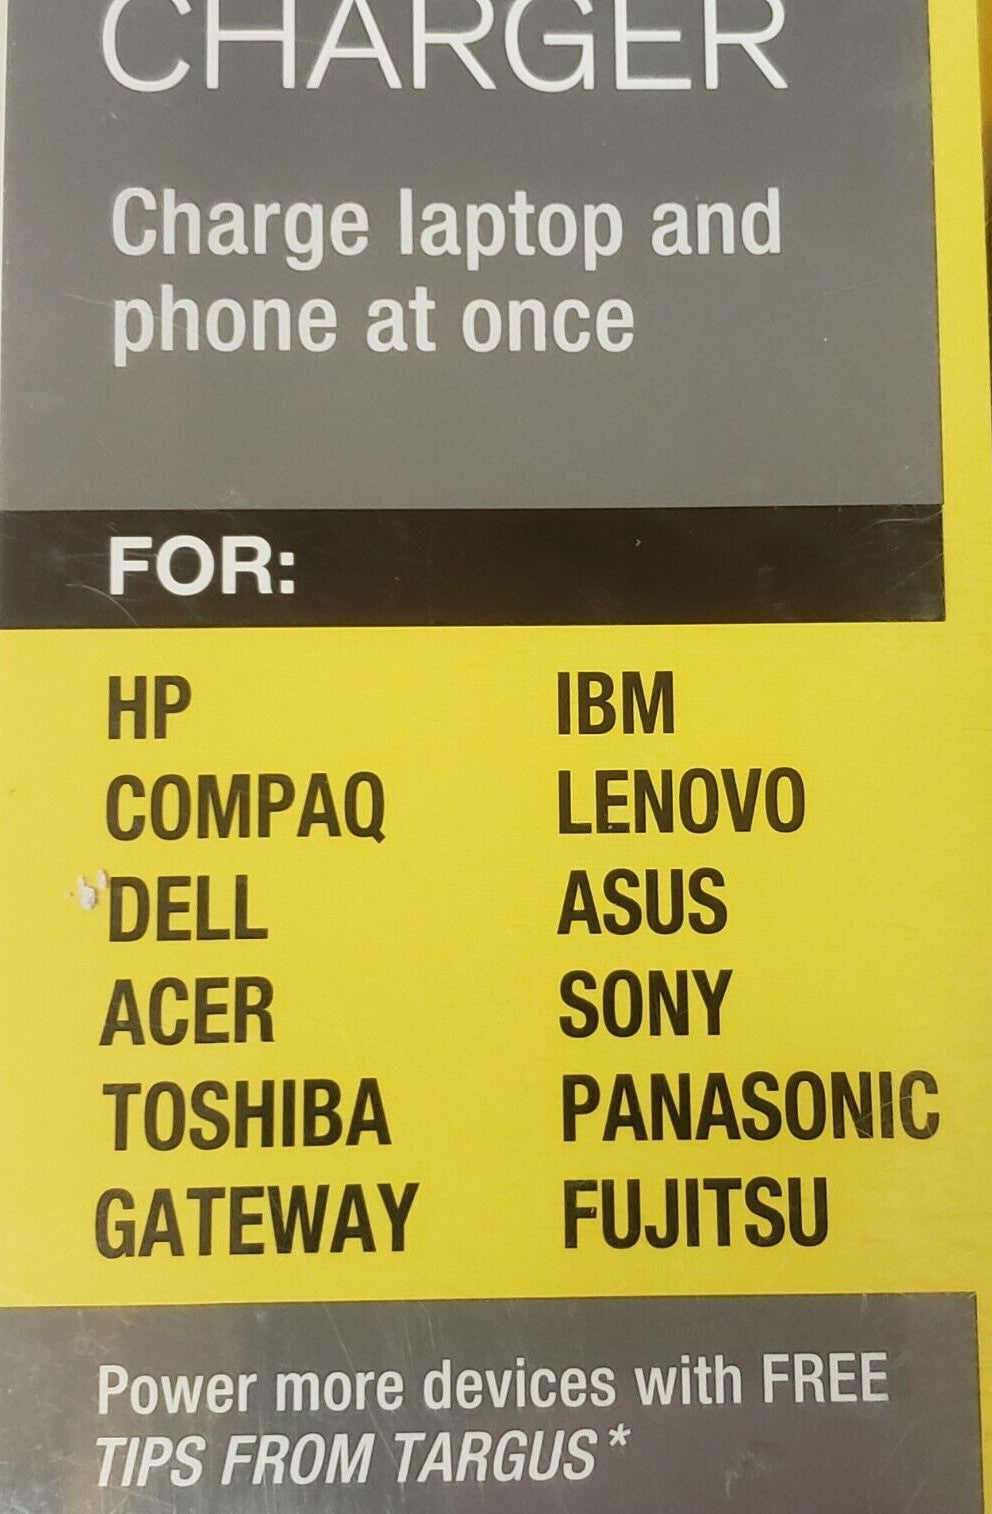 CHARGER
Charge laptop and
phone at once
FOR:
HP
COMPAQ
DELL
ACER
TOSHIBA
GATEWAY
IBM
LENOVO
ASUS
SONY
PANASONIC
FUJITSU
Power more devices with FREE
TIPS FROM TARGUS*